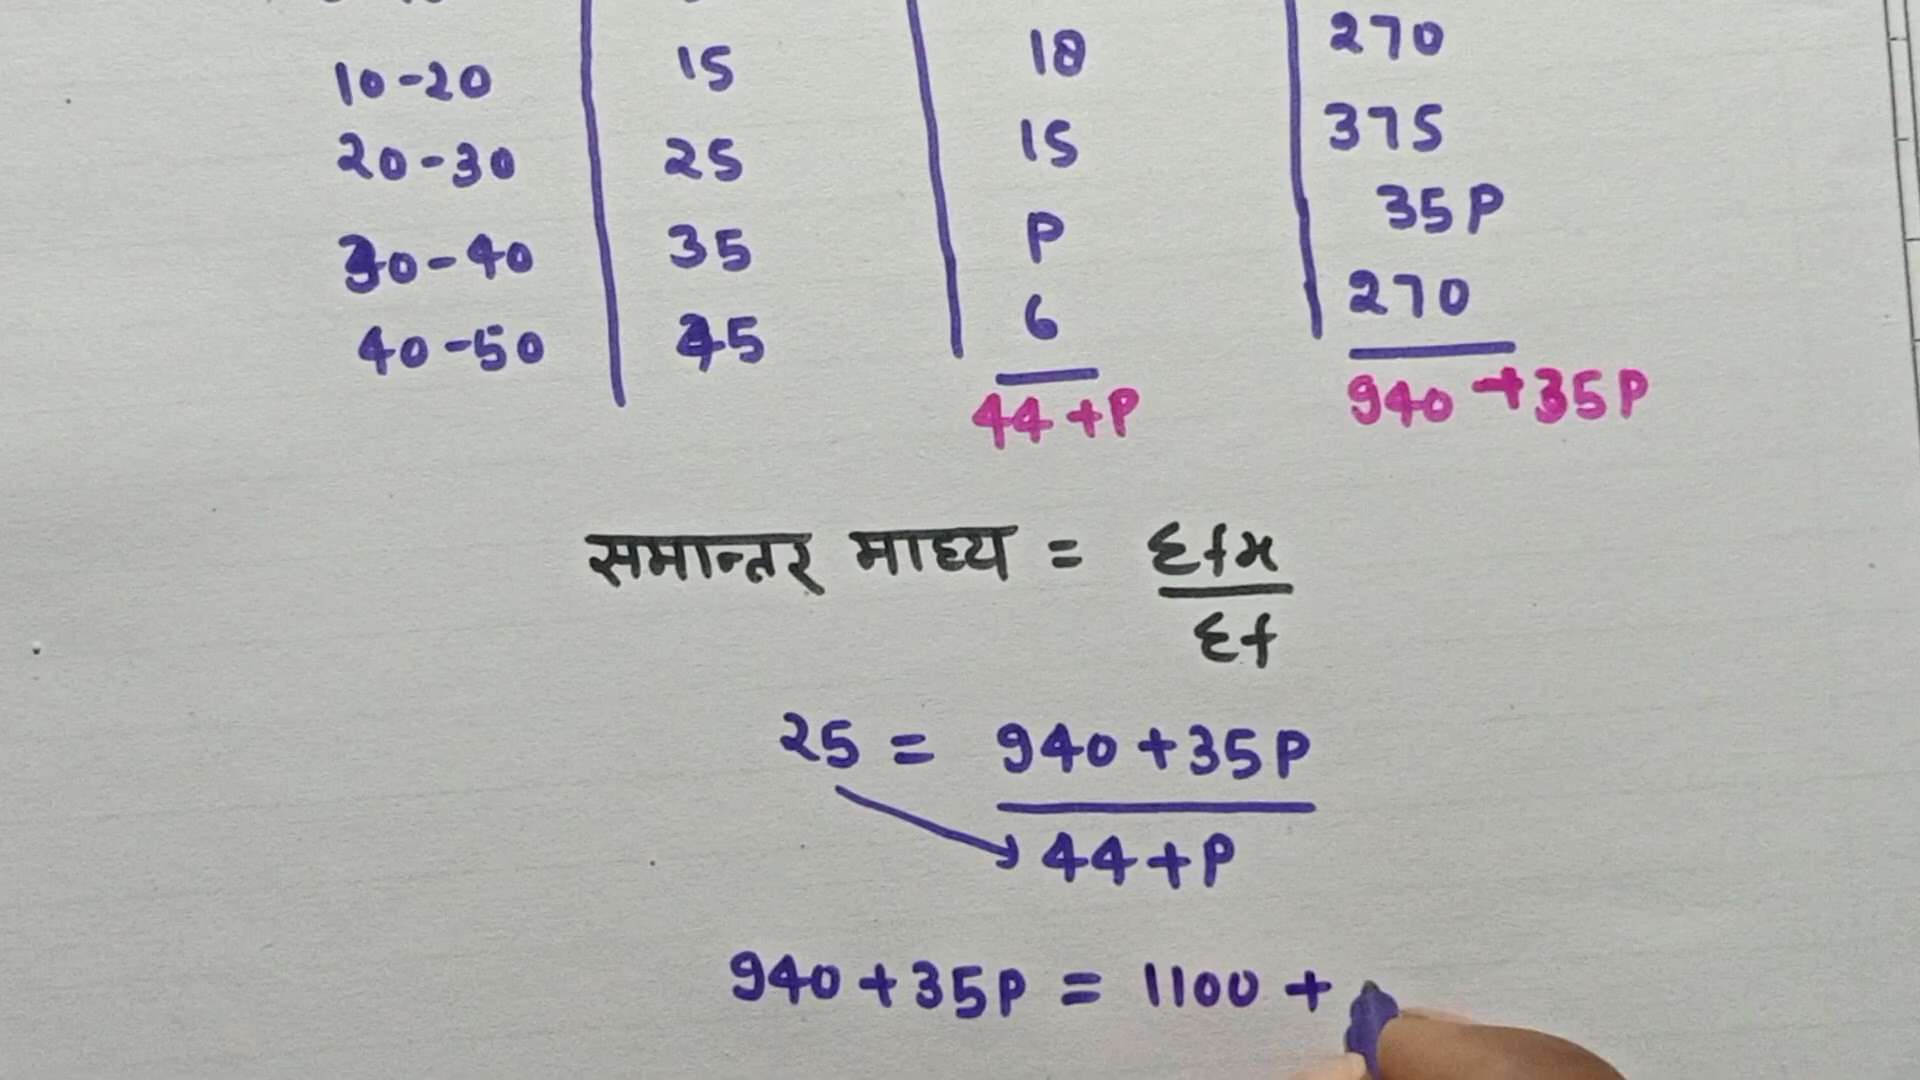 10-20 15 18 270
20-30 25 15 375
30-40 35 P 35P
40-50 45 6 270
44+P 940+35P
समान्तर माध्य = Σfx
Σf
25 = 940+35P
44+P
940+35P = 1100 +